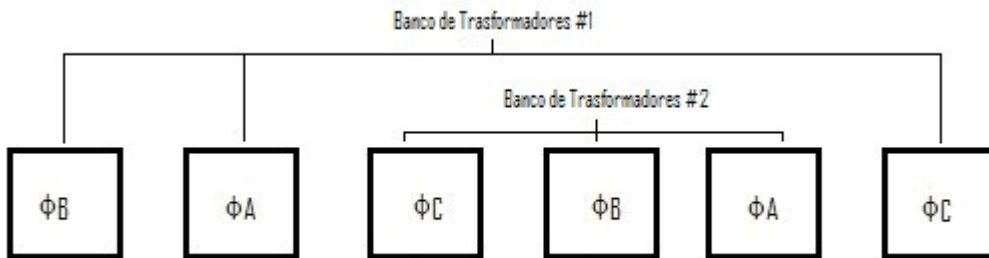 Banco de Trasformadores #1
Banco de Trasformadores #2
ΦB ΦA ΦC ΦB ΦA ΦC